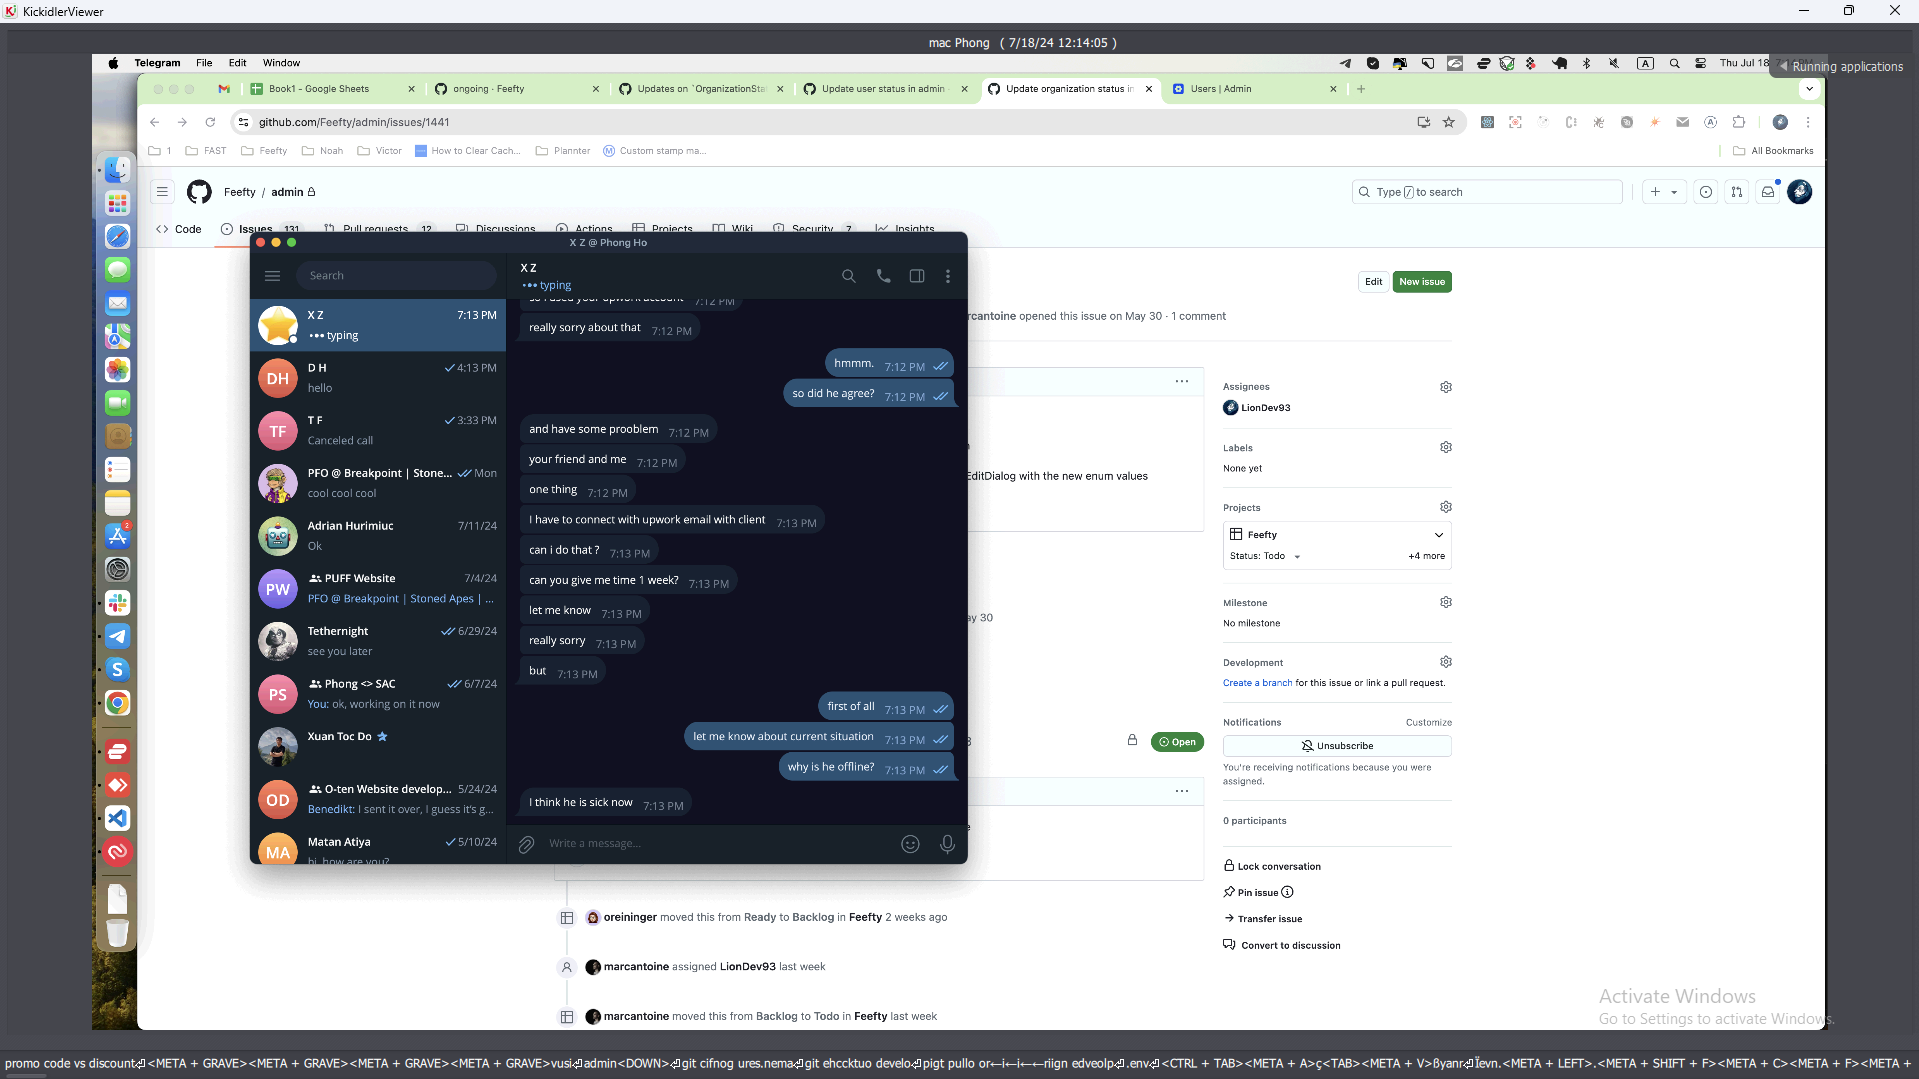 KickidlerViewer
mac Phong ( 7/18/24 12:14:05 )
Telegram File Edit Window
Thu Jul 18
Running applications
Book1 - Google Sheets
ongoing · Feefty
Updates on `OrganizationSta
Update user status in admin
Update organization status in
Users | Admin
github.com/Feefty/admin/issues/1441
1 FAST Feefty Noah Victor How to Clear Cach... Plannter Custom stamp ma...
All Bookmarks
Feefty / admin
Type / to search
Code Issues 131 Pull requests 12 Discussions Actions Projects Wiki Security 7 Insights
X Z @ Phong Ho
Search
X Z
typing
X Z 7:13 PM
typing
D H 4:13 PM
hello
T F 3:33 PM
Canceled call
PFO @ Breakpoint | Stone... Mon
cool cool cool
Adrian Hurimiuc 7/11/24
Ok
PUFF Website 7/4/24
PFO @ Breakpoint | Stoned Apes | ...
Tethernight 6/29/24
see you later
Phong <> SAC 6/7/24
You: ok, working on it now
Xuan Toc Do
O-ten Website develop... 5/24/24
Benedikt: I sent it over, I guess it's g...
Matan Atiya 5/10/24
hi, how are you?
DH
TF
PW
PS
OD
MA
so i used your upwork account 7:12 PM
really sorry about that 7:12 PM
hmmm. 7:12 PM
so did he agree? 7:12 PM
and have some prooblem 7:12 PM
your friend and me 7:12 PM
one thing 7:12 PM
I have to connect with upwork email with client 7:13 PM
can i do that ? 7:13 PM
can you give me time 1 week? 7:13 PM
let me know 7:13 PM
really sorry 7:13 PM
but 7:13 PM
first of all 7:13 PM
let me know about current situation 7:13 PM
why is he offline? 7:13 PM
I think he is sick now 7:13 PM
Write a message...
Edit
New issue
rcantoine opened this issue on May 30 · 1 comment
EditDialog with the new enum values
ay 30
Open
Assignees
LionDev93
Labels
None yet
Projects
Feefty
Status: Todo
+4 more
Milestone
No milestone
Development
Create a branch for this issue or link a pull request.
Notifications
Customize
Unsubscribe
You're receiving notifications because you were
assigned.
0 participants
Lock conversation
Pin issue
Transfer issue
Convert to discussion
oreininger moved this from Ready to Backlog in Feefty 2 weeks ago
marcantoine assigned LionDev93 last week
marcantoine moved this from Backlog to Todo in Feefty last week
Activate Windows
Go to Settings to activate Windows.
promo code vs discount⏎<META + GRAVE><META + GRAVE><META + GRAVE><META + GRAVE>vusi⏎admin<DOWN>⏎git cifnog ures.nema⏎git ehccktuo develo⏎pigt pullo or←i←i←←riign edveolp⏎.env⏎<CTRL + TAB><META + A>ç<TAB><META + V>ßyanr⏎Ïevn.<META + LEFT>.<META + SHIFT + F><META + C><META + F><META +